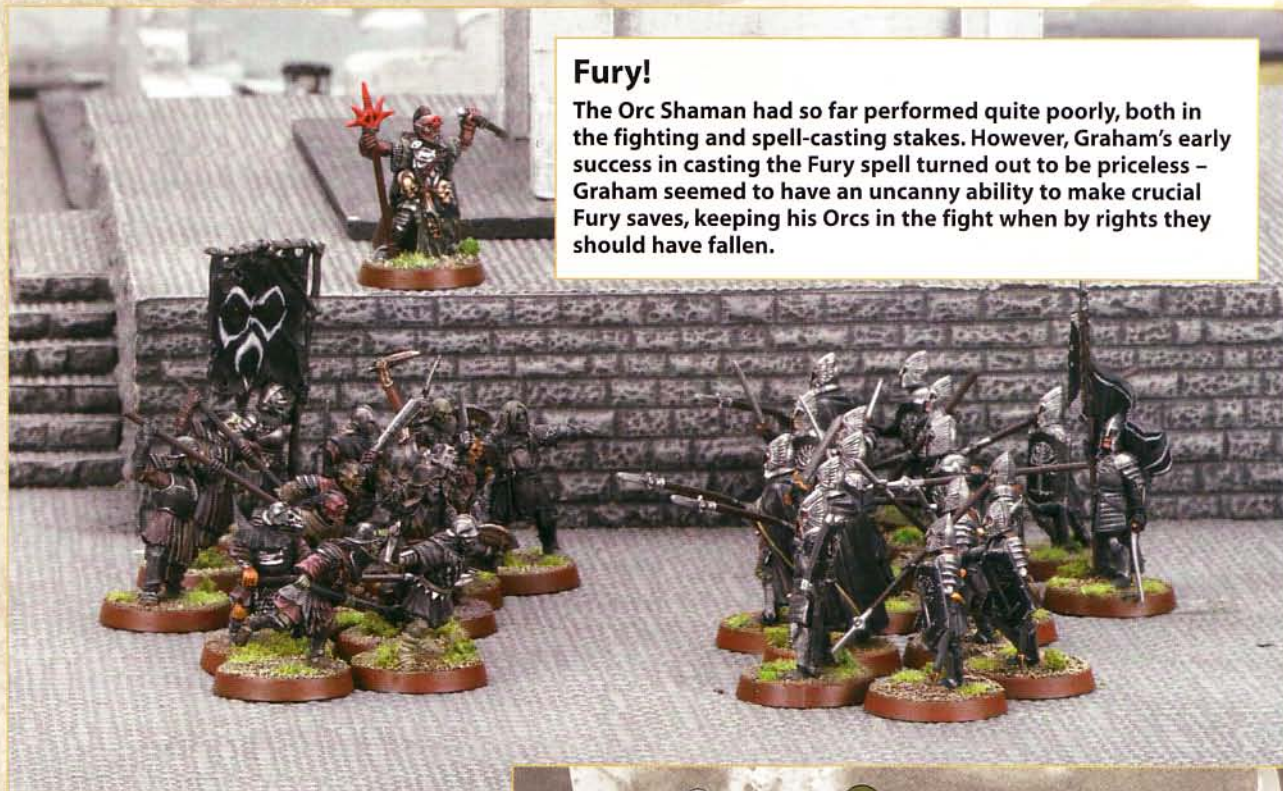 Fury!
The Orc Shaman had so far performed quite poorly, both in
the fighting and spell-casting stakes. However, Graham’s early
success in casting the Fury spell turned out to be priceless –
Graham seemed to have an uncanny ability to make crucial
Fury saves, keeping his Orcs in the fight when by rights they
should have fallen.